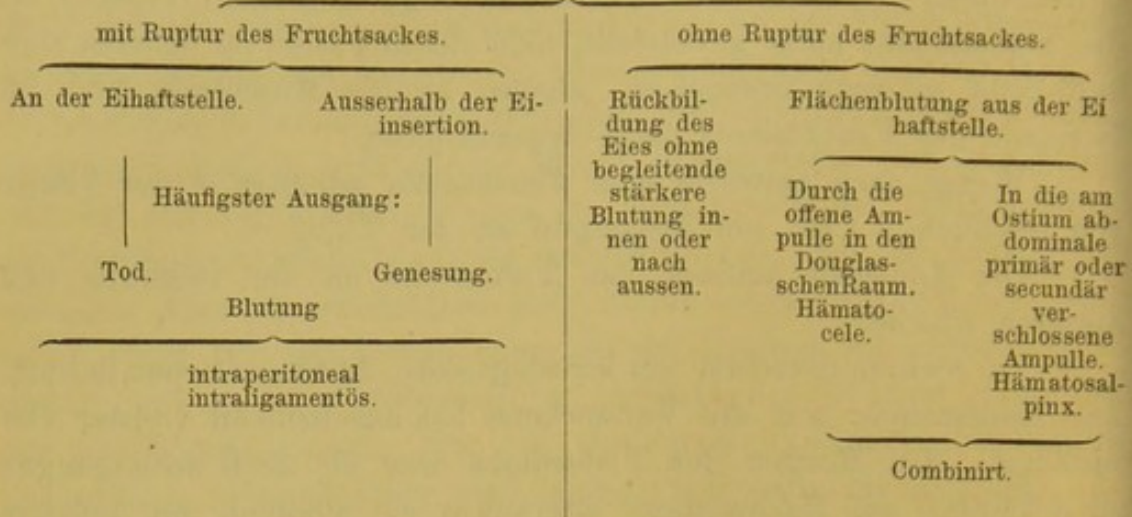 mit Ruptur des Fruchtsackes.
An der Eihaftstelle.
Ausserhalb der Ei-
insertion.
Häufigster Ausgang:
Tod.
Genesung.
Blutung
intraperitoneal
intraligamentös.
ohne Ruptur des Fruchtsackes.
Rückbil-
dung des
Eies ohne
begleitende
stärkere
Blutung in-
nen oder
nach
aussen.
Flächenblutung aus der Ei
haftstelle.
Durch die
offene Am-
pulle in den
Douglas-
schenRaum.
Hämato-
cele.
In die am
Ostium ab-
dominale
primär oder
secundär
ver-
schlossene
Ampulle.
Hämatosal-
pinx.
Combinirt.